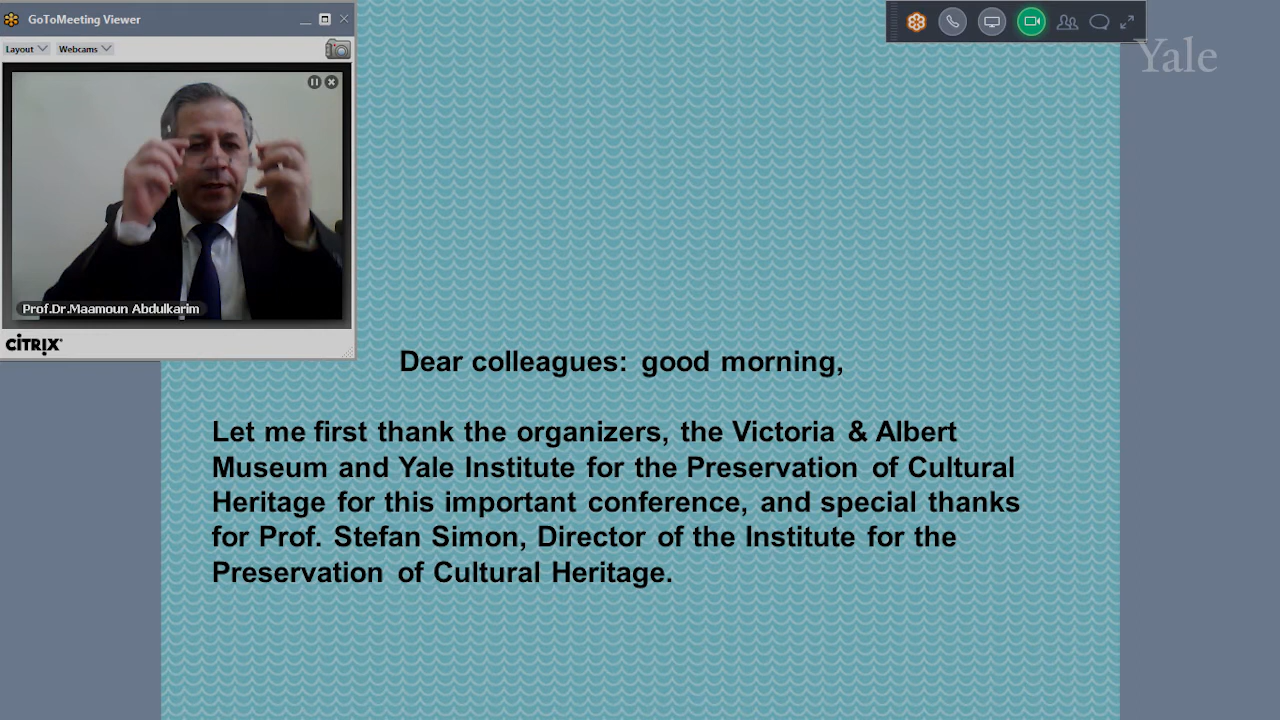 GoToMeeting Viewer
Layout Webcams
Yale
Prof.Dr.Maamoun Abdulkarim
CİTRIX
Dear colleagues: good morning,
Let me first thank the organizers, the Victoria & Albert
Museum and Yale Institute for the Preservation of Cultural
Heritage for this important conference, and special thanks
for Prof. Stefan Simon, Director of the Institute for the
Preservation of Cultural Heritage.